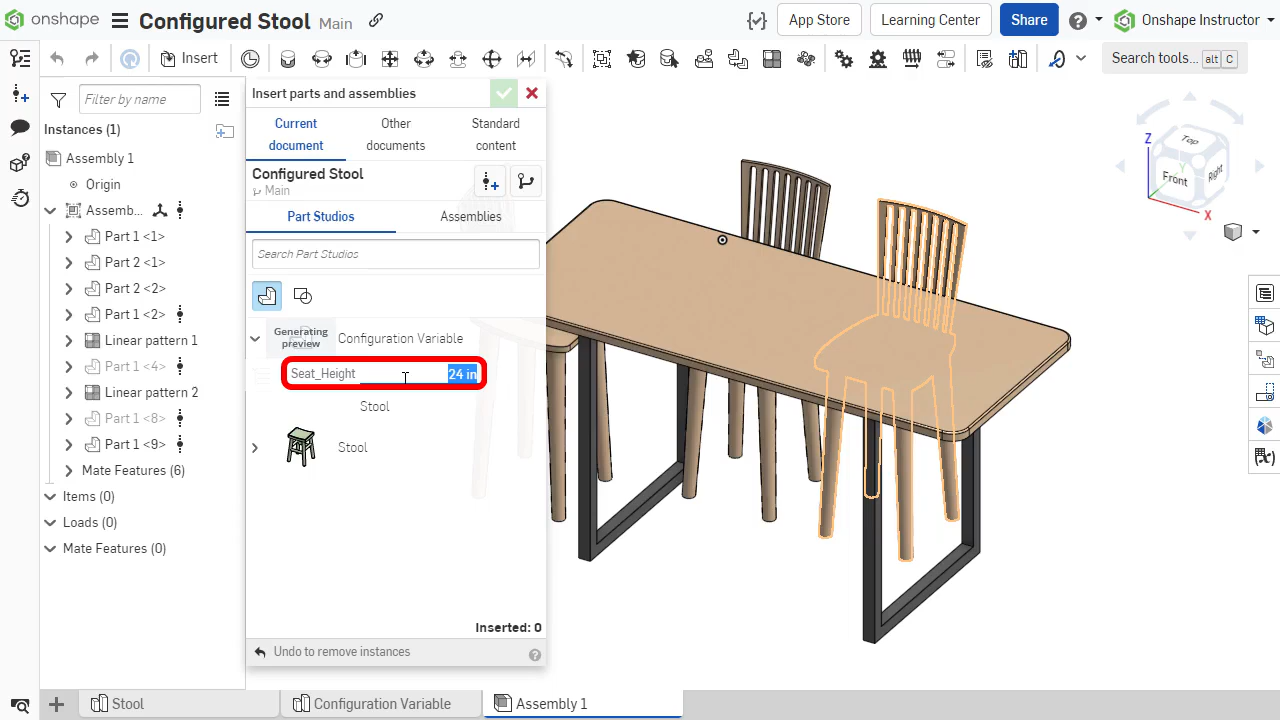 onshape Configured Stool Main App Store Learning Center Share Onshape Instructor
Insert Search tools... alt C
Filter by name
Instances (1)
Assembly 1
Origin
Assemb...
Part 1 <1>
Part 2 <1>
Part 2 <2>
Part 1 <2>
Linear pattern 1
Part 1 <4>
Linear pattern 2
Part 1 <8>
Part 1 <9>
Mate Features (6)
Items (0)
Loads (0)
Mate Features (0)
Insert parts and assemblies
Current document
Other documents
Standard content
Configured Stool
Main
Part Studios Assemblies
Search Part Studios
Generating preview
Configuration Variable
Seat_Height 24 in
Stool
Stool
Inserted: 0
Undo to remove instances
Z
Top
Y
Front Right
X
Stool Configuration Variable Assembly 1